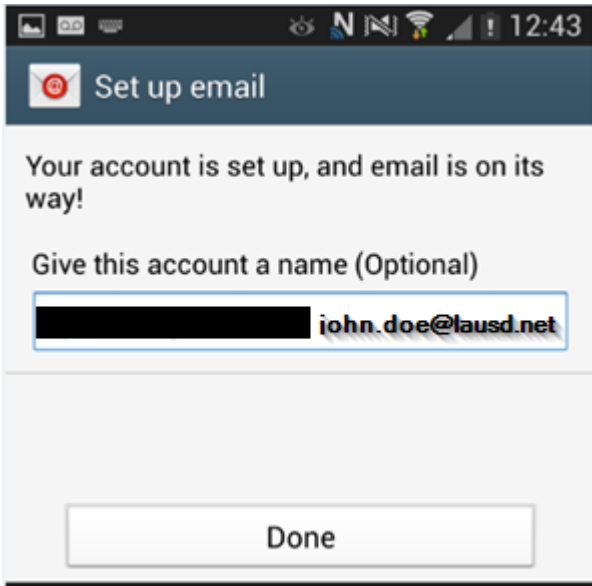 12:43
Set up email
Your account is set up, and email is on its
way!
Give this account a name (Optional)
john.doe@lausd.net
Done